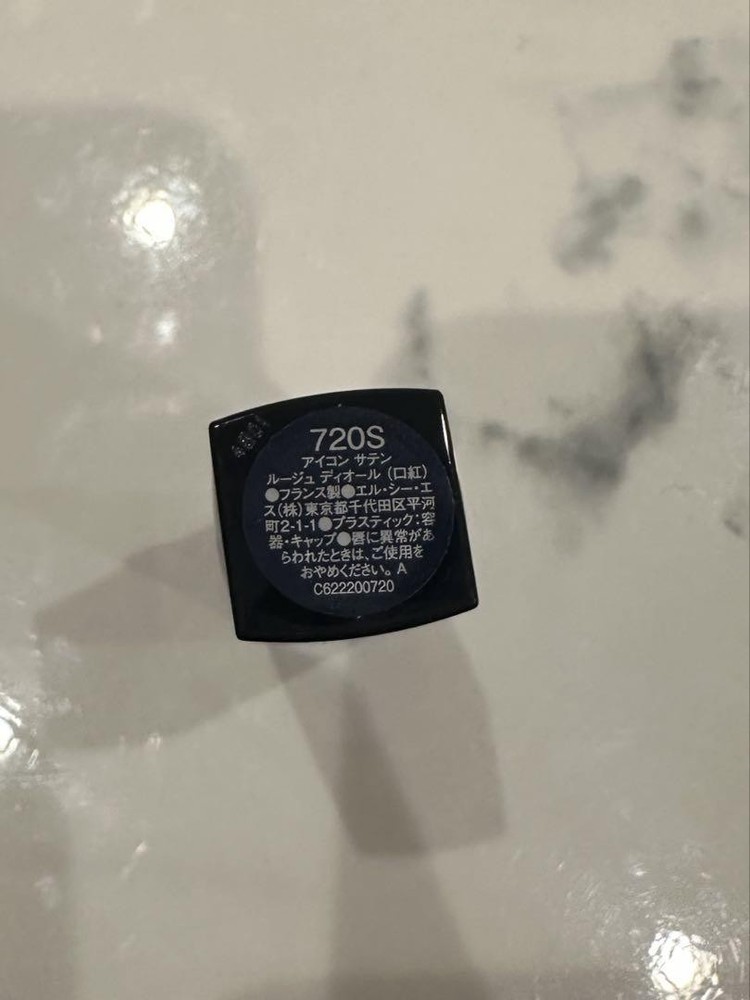 720S
アイコン サテン
ルージュ ディオール (口紅)
●フランス製●エル・シー・エ
ス(株)東京都千代田区平河
町2-1-1●プラスティック:容
器・キャップ●唇に異常があ
らわれたときは、ご使用を
おやめください。A
C622200720